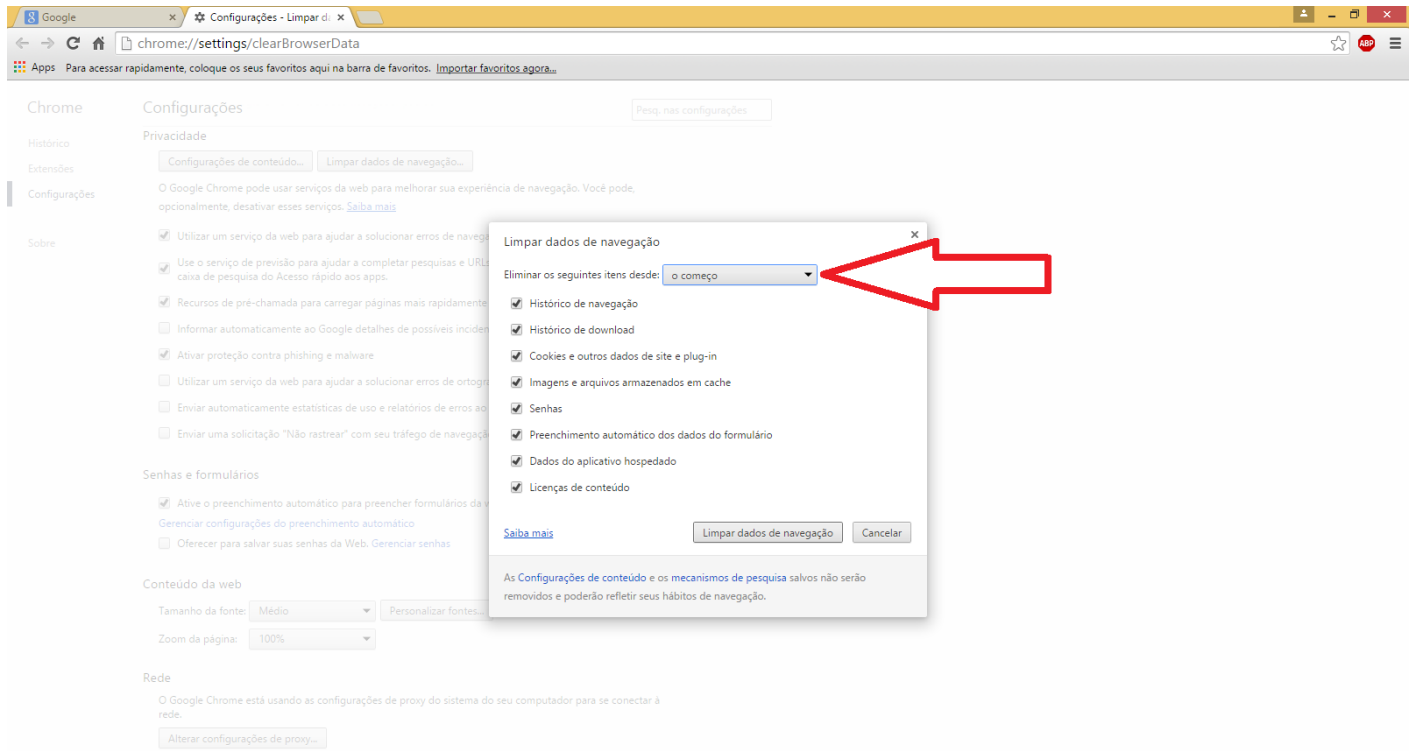 Google
Configurações - Limpar da
chrome://settings/clearBrowserData
ABP
Apps Para acessar rapidamente, coloque os seus favoritos aqui na barra de favoritos. Importar favoritos agora...
Chrome
Configurações
Pesq. nas configurações
Histórico
Extensões
Configurações
Sobre
Privacidade
Configurações de conteúdo... Limpar dados de navegação...
O Google Chrome pode usar serviços da web para melhorar sua experiência de navegação. Você pode,
opcionalmente, desativar esses serviços. Saiba mais
Utilizar um serviço da web para ajudar a solucionar erros de navega
Use o serviço de previsão para ajudar a completar pesquisas e URLs
caixa de pesquisa do Acesso rápido aos apps.
Recursos de pré-chamada para carregar páginas mais rapidamente
Informar automaticamente ao Google detalhes de possíveis inciden
Ativar proteção contra phishing e malware
Utilizar um serviço da web para ajudar a solucionar erros de ortogra
Enviar automaticamente estatísticas de uso e relatórios de erros ao
Enviar uma solicitação "Não rastrear" com seu tráfego de navegaçã
Senhas e formulários
Ative o preenchimento automático para preencher formulários da w
Gerenciar configurações do preenchimento automático
Oferecer para salvar suas senhas da Web. Gerenciar senhas
Conteúdo da web
Tamanho da fonte: Médio Personalizar fontes...
Zoom da página: 100%
Rede
O Google Chrome está usando as configurações de proxy do sistema do seu computador para se conectar à
rede.
Alterar configurações de proxy...
Limpar dados de navegação
Eliminar os seguintes itens desde: o começo
Histórico de navegação
Histórico de download
Cookies e outros dados de site e plug-in
Imagens e arquivos armazenados em cache
Senhas
Preenchimento automático dos dados do formulário
Dados do aplicativo hospedado
Licenças de conteúdo
Saiba mais Limpar dados de navegação Cancelar
As Configurações de conteúdo e os mecanismos de pesquisa salvos não serão
removidos e poderão refletir seus hábitos de navegação.